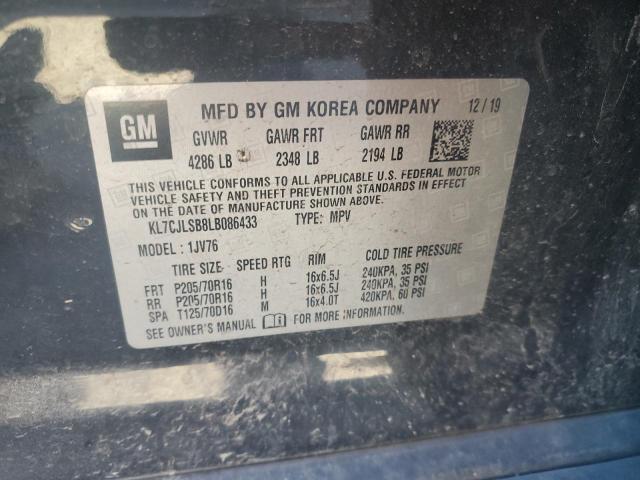 GM
MFD BY GM KOREA COMPANY 12/19
GVWR GAWR FRT GAWR RR
4286 LB 2348 LB 2194 LB
THIS VEHICLE CONFORMS TO ALL APPLICABLE U.S. FEDERAL MOTOR
VEHICLE SAFETY AND THEFT PREVENTION STANDARDS IN EFFECT
ON THE DATE OF MANUFACTURE SHOWN ABOVE.
KL7CJLSB8LB086433 TYPE: MPV
MODEL: 1JV76
TIRE SIZE SPEED RTG RIM COLD TIRE PRESSURE
FRT P205/70R16 H 16x6.5J 240KPA, 35 PSI
RR P205/70R16 H 16x6.5J 240KPA, 35 PSI
SPA T125/70D16 M 16x4.0T 420KPA, 60 PSI
SEE OWNER'S MANUAL FOR MORE INFORMATION